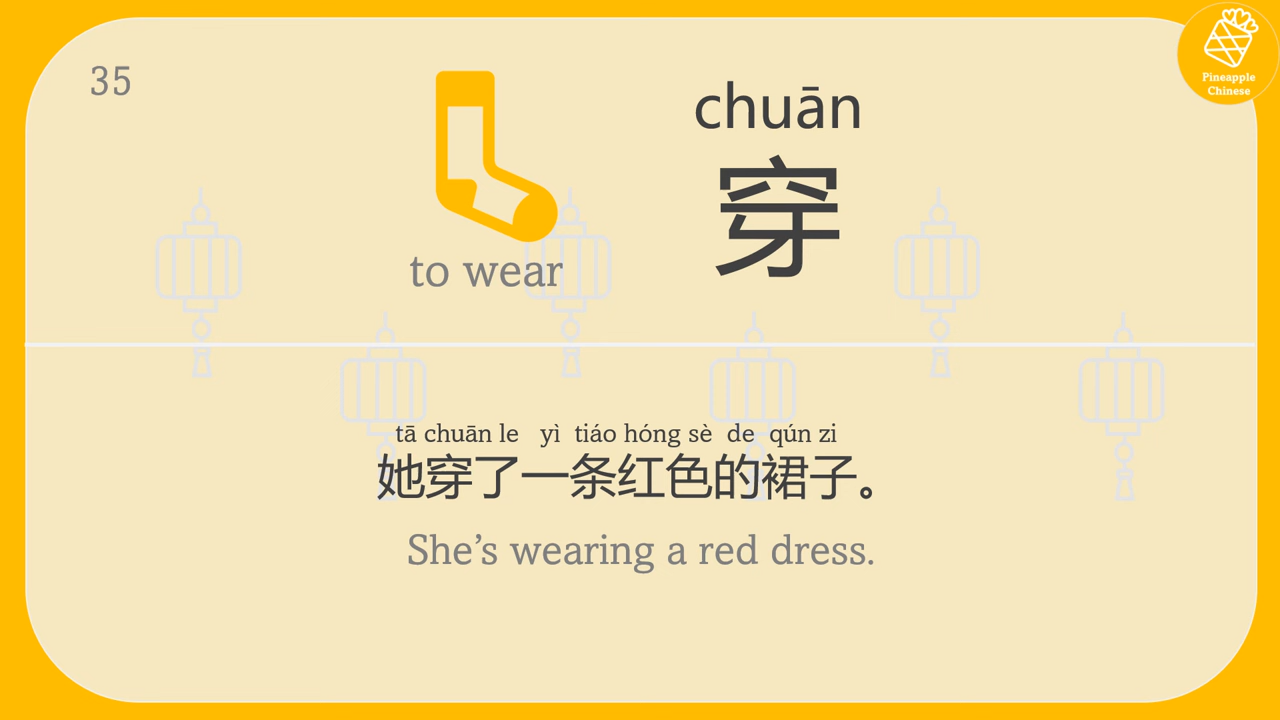 35
Pineapple
Chinese
chuān
穿
to wear
tā chuān le yì tiáo hóng sè de qún zi
她穿了一条红色的裙子。
She's wearing a red dress.